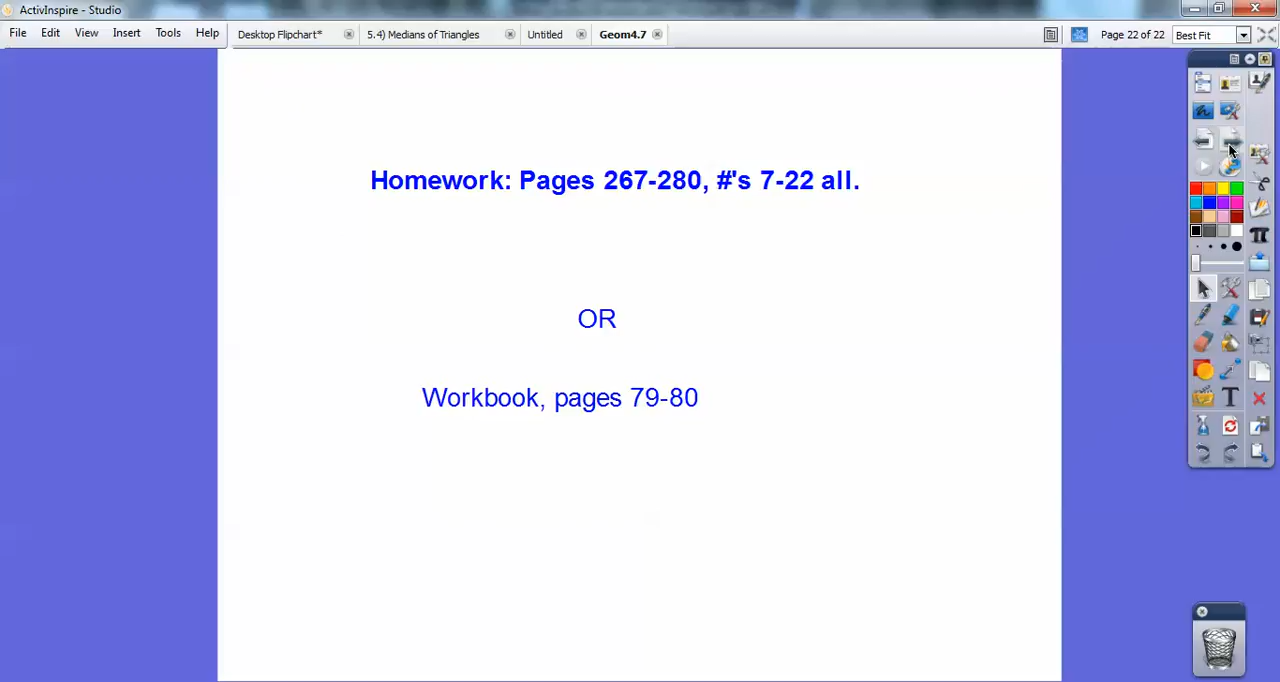 ActivInspire - Studio
File Edit View Insert Tools Help
Desktop Flipchart* 5.4) Medians of Triangles Untitled Geom4.7
Page 22 of 22 Best Fit
Homework: Pages 267-280, #'s 7-22 all.
OR
Workbook, pages 79-80